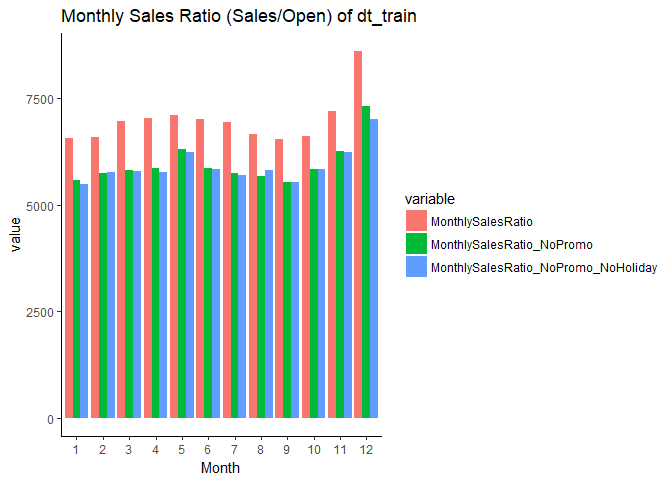 Monthly Sales Ratio (Sales/Open) of dt_train
value
7500
5000
2500
0
1 2 3 4 5 6 7 8 9 10 11 12
Month
variable
MonthlySalesRatio
MonthlySalesRatio_NoPromo
MonthlySalesRatio_NoPromo_NoHoliday